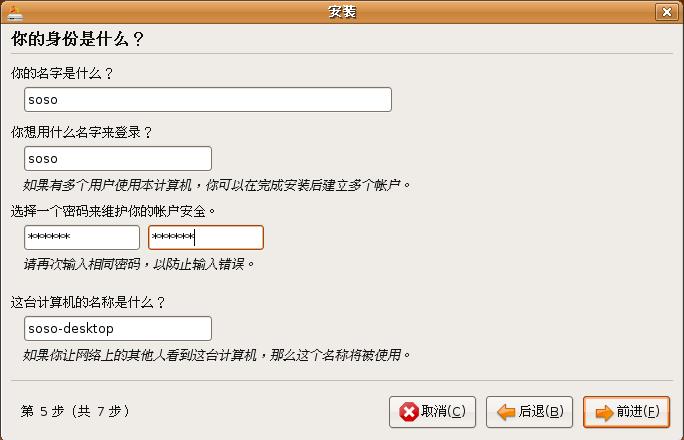 安装
你的身份是什么？
你的名字是什么？
soso
你想用什么名字来登录？
soso
如果有多个用户使用本计算机，你可以在完成安装后建立多个帐户。
选择一个密码来维护你的帐户安全。
****** ******
请再次输入相同密码，以防止输入错误。
这台计算机的名称是什么？
soso-desktop
如果你让网络上的其他人看到这台计算机，那么这个名称将被使用。
第 5 步（共 7 步） 取消(C) 后退(B) 前进(F)